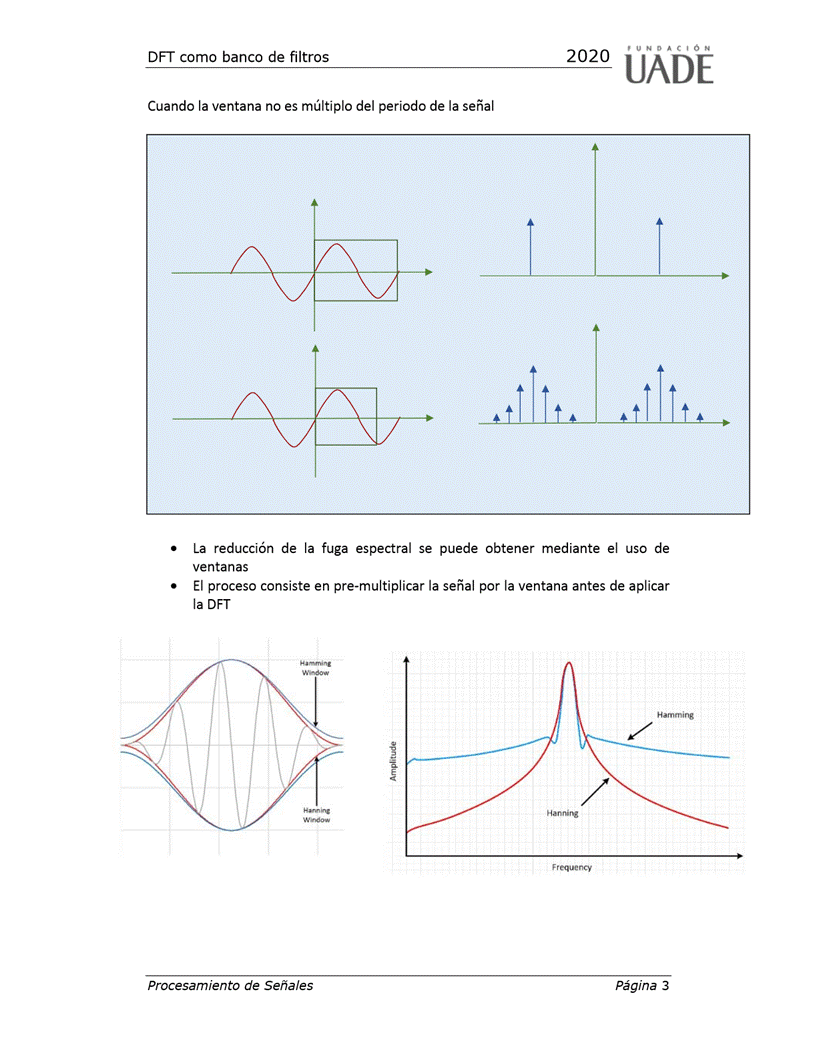 DFT como banco de filtros 2020
FUNDACIÓN
UADE
Cuando la ventana no es múltiplo del periodo de la señal
• La reducción de la fuga espectral se puede obtener mediante el uso de
ventanas
• El proceso consiste en pre-multiplicar la señal por la ventana antes de aplicar
la DFT
Hamming
Window
Hanning
Window
Amplitude
Hamming
Hanning
Frequency
Procesamiento de Señales Página 3